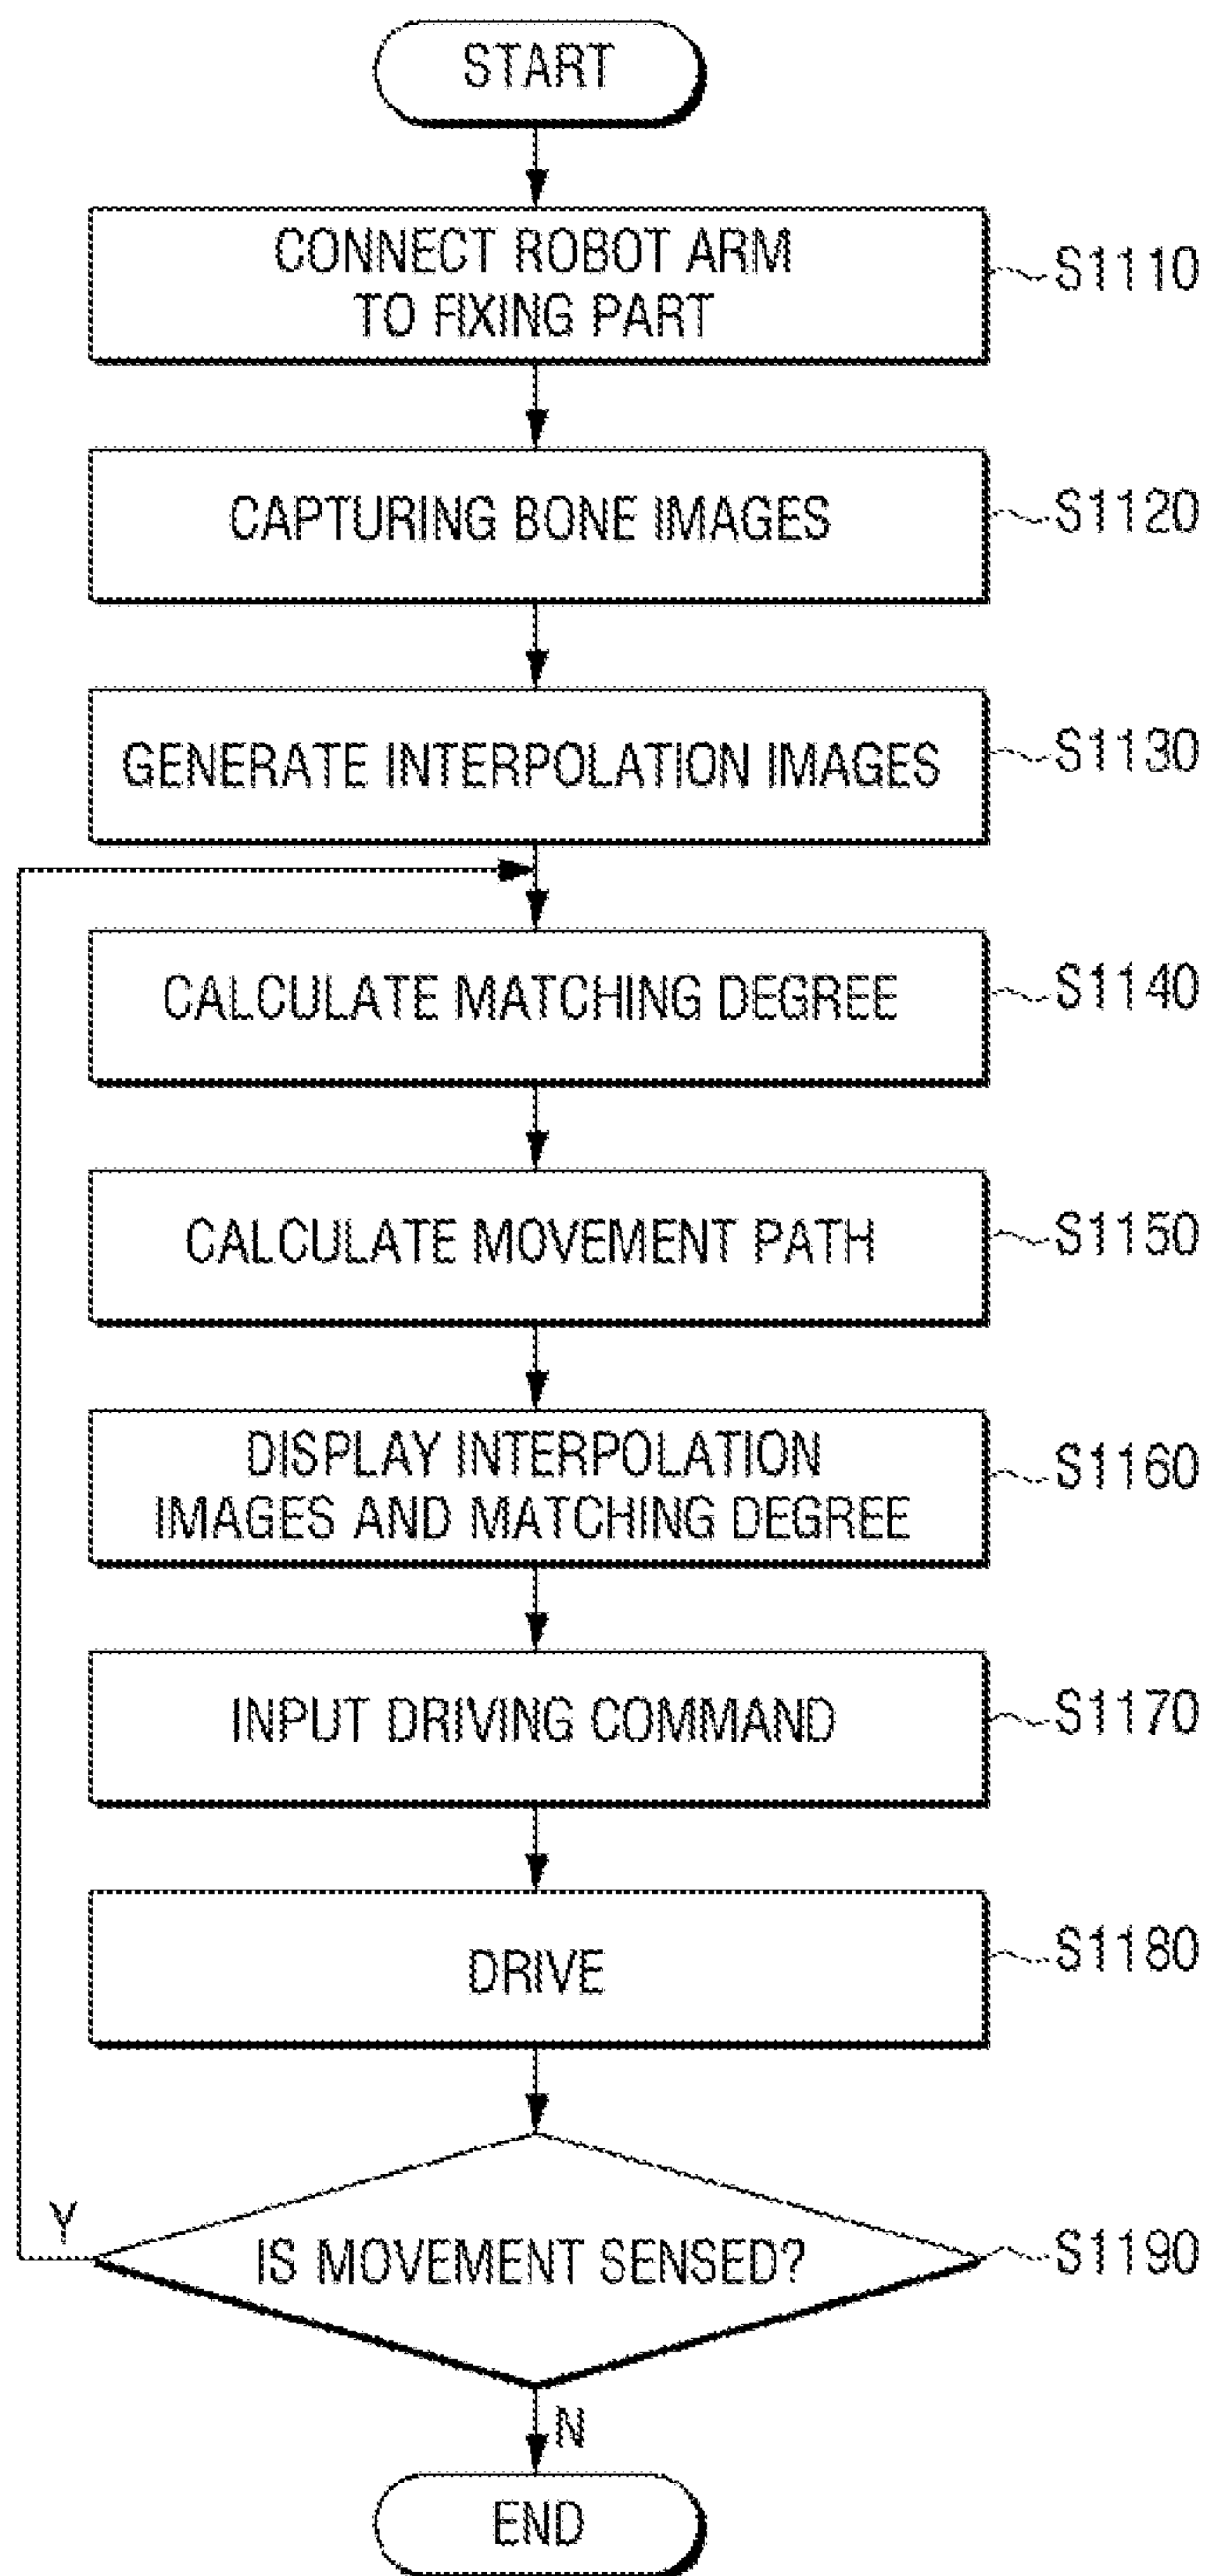 START
CONNECT ROBOT ARM
TO FIXING PART
S1110
CAPTURING BONE IMAGES
S1120
GENERATE INTERPOLATION IMAGES
S1130
CALCULATE MATCHING DEGREE
S1140
CALCULATE MOVEMENT PATH
S1150
DISPLAY INTERPOLATION
IMAGES AND MATCHING DEGREE
S1160
INPUT DRIVING COMMAND
S1170
DRIVE
S1180
Y
IS MOVEMENT SENSED?
S1190
N
END